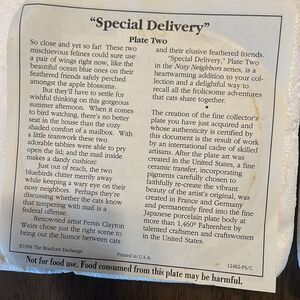 "Special Delivery"
Plate Two
So close and yet so far! These two
mischievous felines could sure use
a pair of wings right now, like the
beautiful ocean blue ones on their
feathered friends safely perched
amongst the apple blossoms.
But they'll have to settle for
wishful thinking on this gorgeous
summer afternoon. When it comes
to bird watching, there's no better
seat in the house than the cozy
shaded comfort of a mailbox. With
a little teamwork these two
adorable tabbies were able to pry
open the lid; and the mail inside
makes a dandy cushion!
Just out of reach, the two
bluebirds chitter merrily away
while keeping a wary eye on their
nosy neighbors. Perhaps they're
discussing whether the cats know
that tampering with mail is a
federal offense.
Renowned artist Persis Clayton
Weirs chose just the right scene to
bring out the humor between cats
and their elusive feathered friends.
"Special Delivery," Plate Two
in the Nosy Neighbors series, is a
heartwarming addition to your col-
lection and a delightful way to
recall all the frolicsome adventures
that cats share together.
•
The creation of the fine collector's
plate you have just acquired and
whose authenticity is certified by
this document is the result of work
by an international cadre of skilled
artisans. After the plate art was
created in the United States, a fine
ceramic transfer, employing
pigments carefully chosen to
faithfully re-create the vibrant
beauty of the artist's original, was
created in France and Germany
and permanently fired into the fine
Japanese porcelain plate body at
more than 1,460° Fahrenheit by
talented craftsmen and craftswomen
in the United States.
©1994 The Bradford Exchange
Printed in U.S.A.
12482-PS/C
Not for food use. Food consumed from this plate may be harmful.